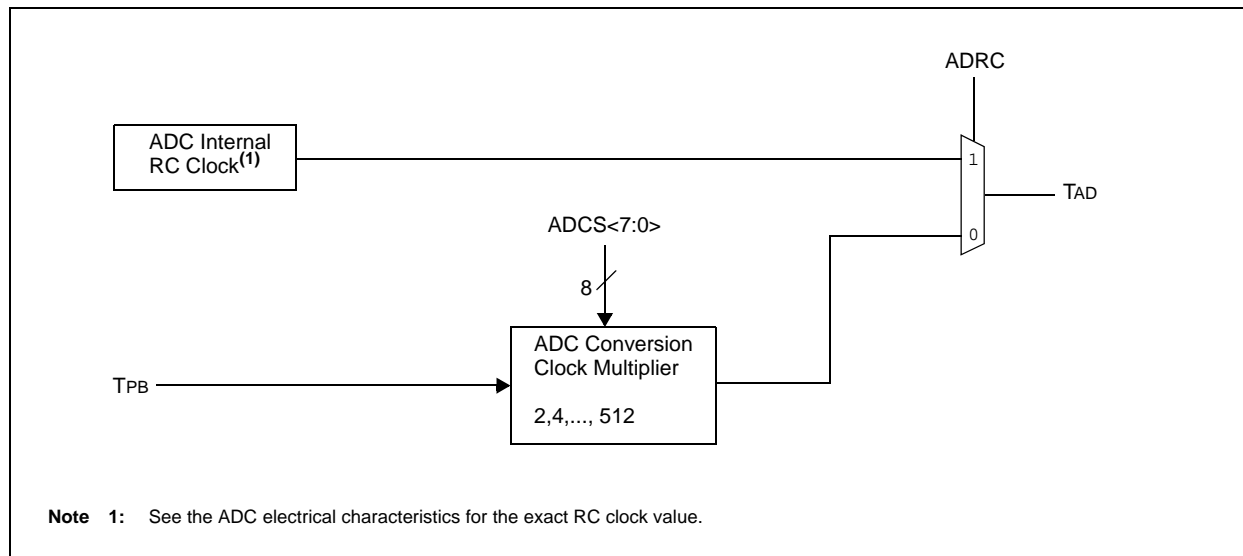 ADRC
ADC Internal
RC Clock(1)
1
TAD
ADCS<7:0>
0
8
ADC Conversion
Clock Multiplier
TPB
2,4,..., 512
Note 1: See the ADC electrical characteristics for the exact RC clock value.